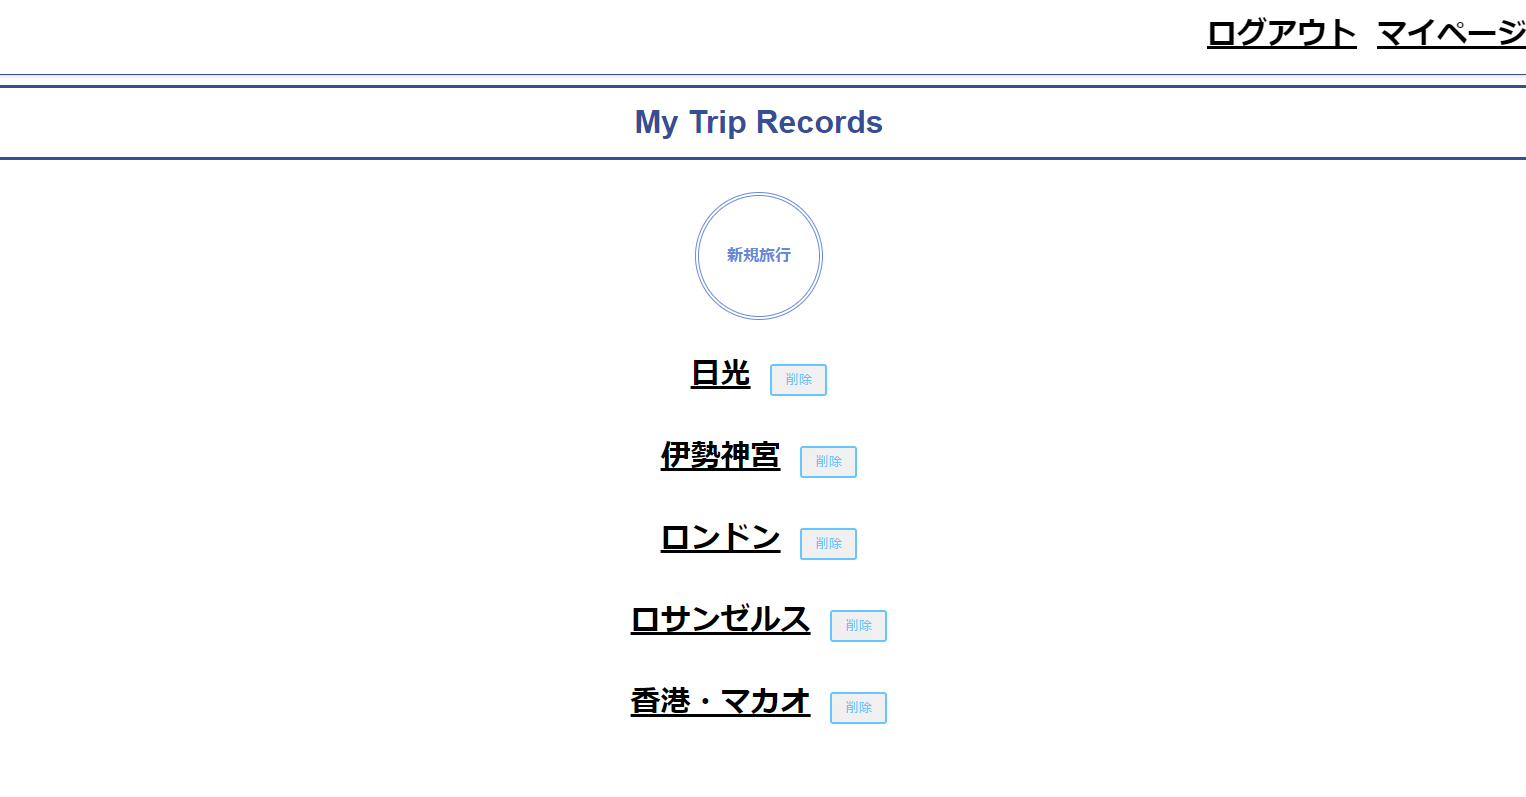 ログアウト マイページ
My Trip Records
新規旅行
日光 削除
伊勢神宮 削除
ロンドン 削除
ロサンゼルス 削除
香港・マカオ 削除